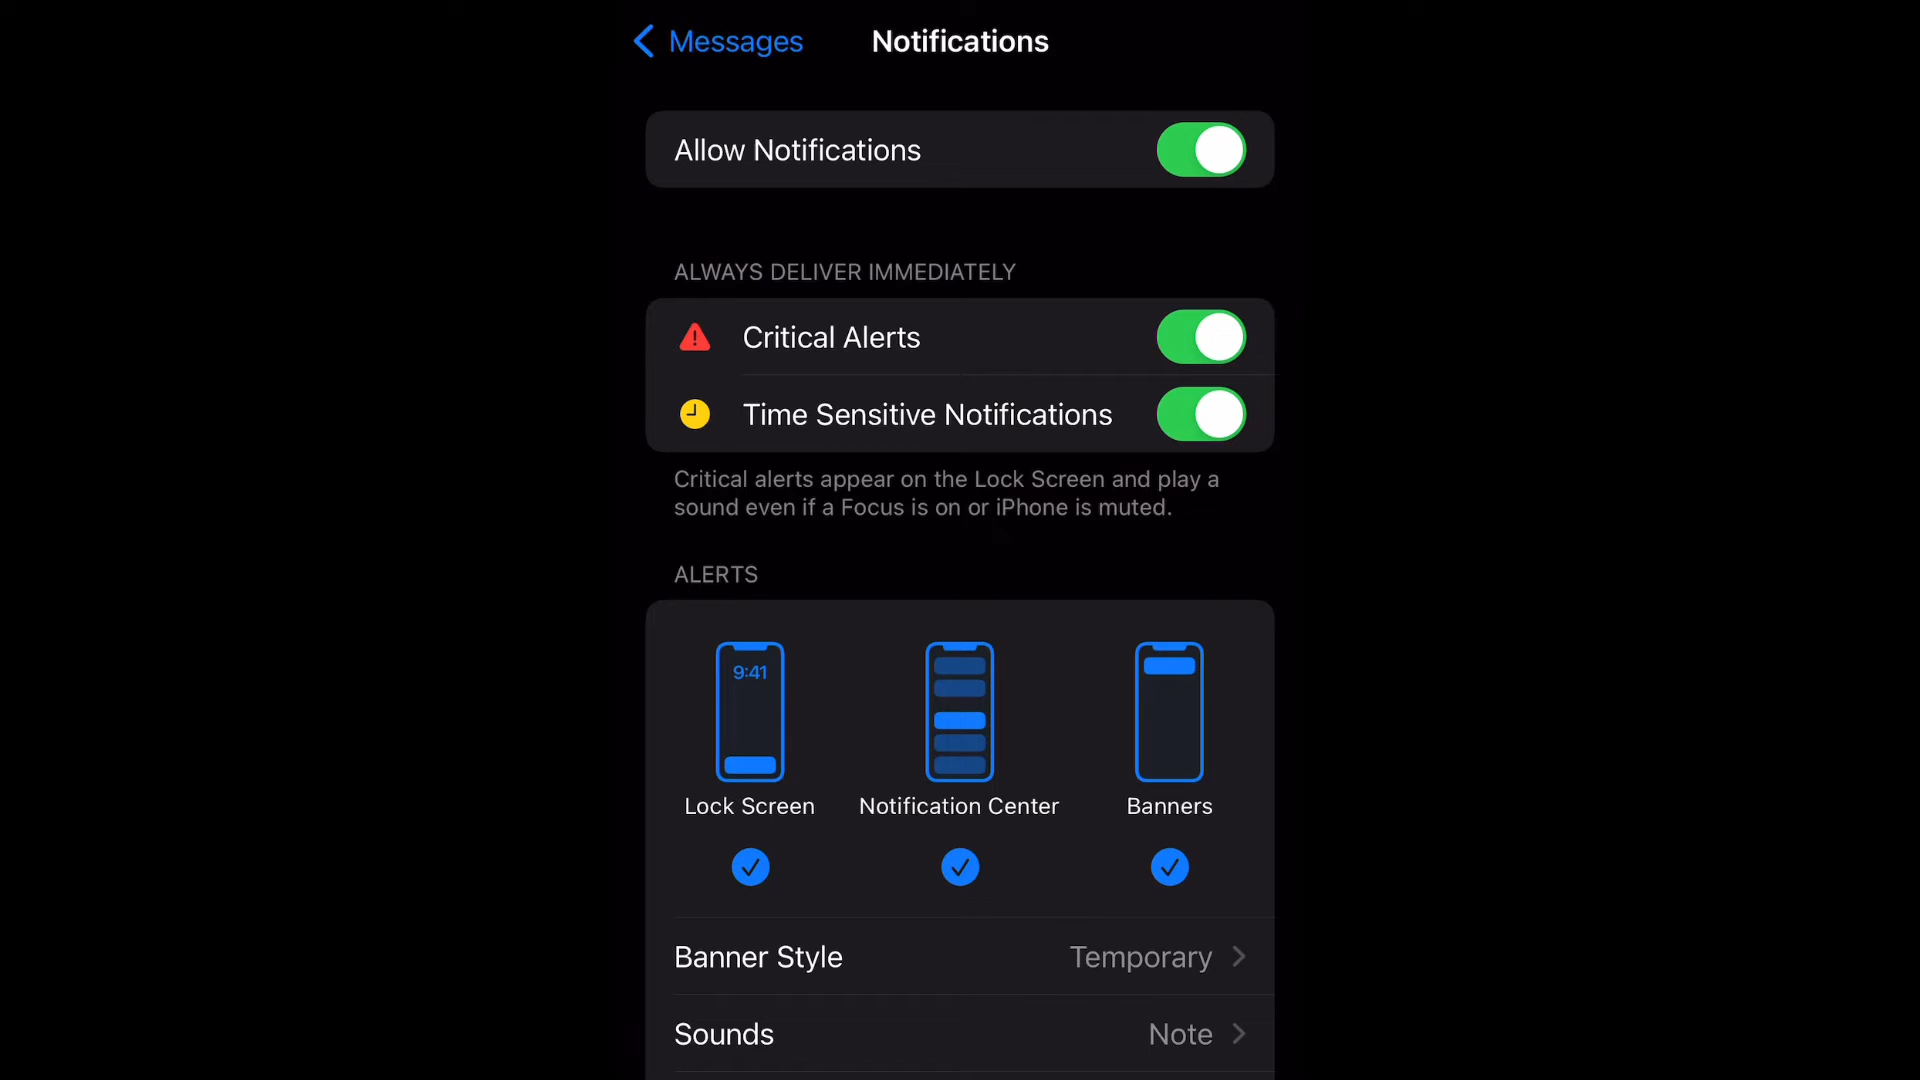 Messages
Notifications
Allow Notifications
ALWAYS DELIVER IMMEDIATELY
Critical Alerts
Time Sensitive Notifications
Critical alerts appear on the Lock Screen and play a
sound even if a Focus is on or iPhone is muted.
ALERTS
9:41
Lock Screen
Notification Center
Banners
Banner Style
Temporary
Sounds
Note